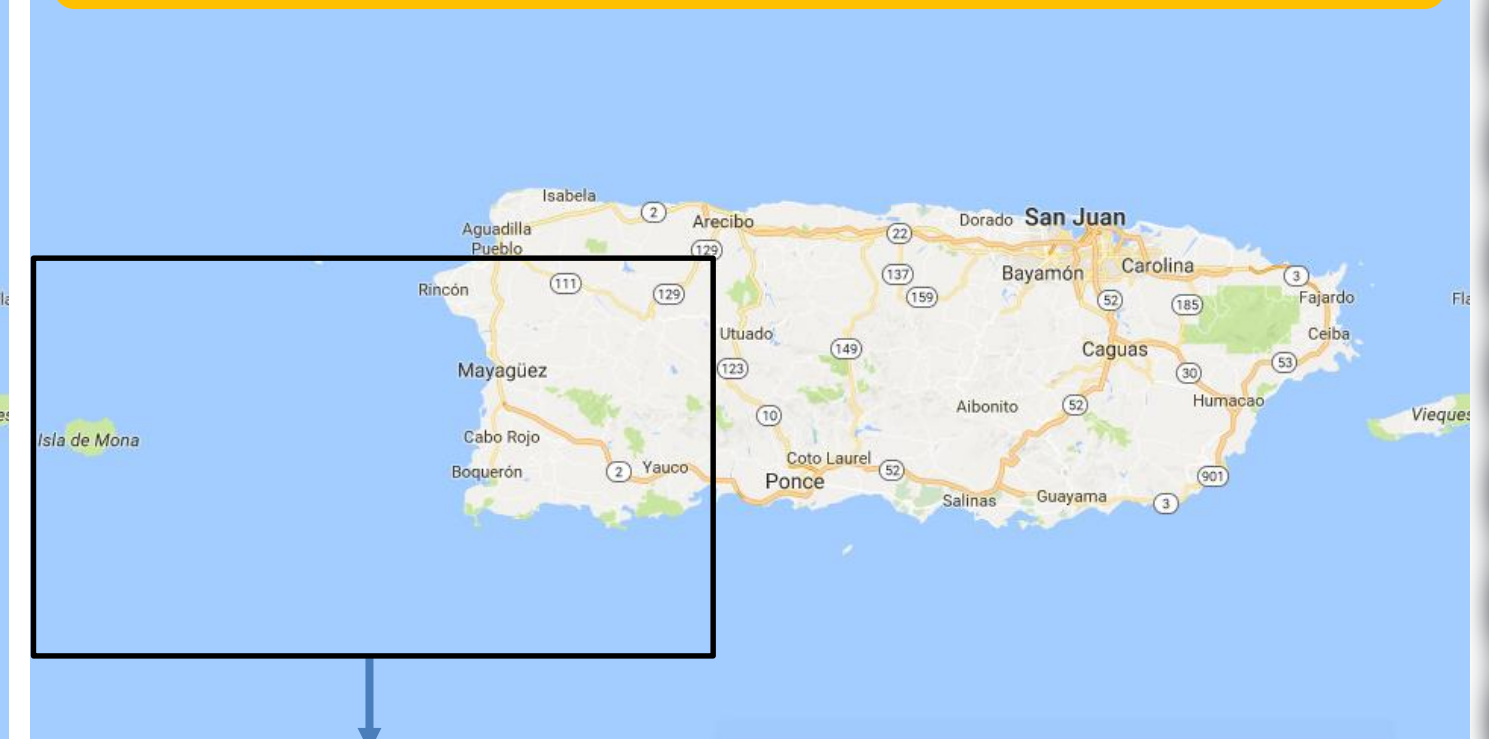 Isabela
2
Arecibo
Dorado
San Juan
Aguadilla
Pueblo
22
129
Carolina
Bayamón
3
137
111
Rincón
129
159
52
185
Fajardo
Utuado
Ceiba
149
Caguas
Mayagüez
123
53
30
Aibonito
52
Humacao
10
Vieques
Isla de Mona
Cabo Rojo
Coto Laurel
Boquerón
2
Yauco
52
901
Ponce
Salinas
Guayama
3